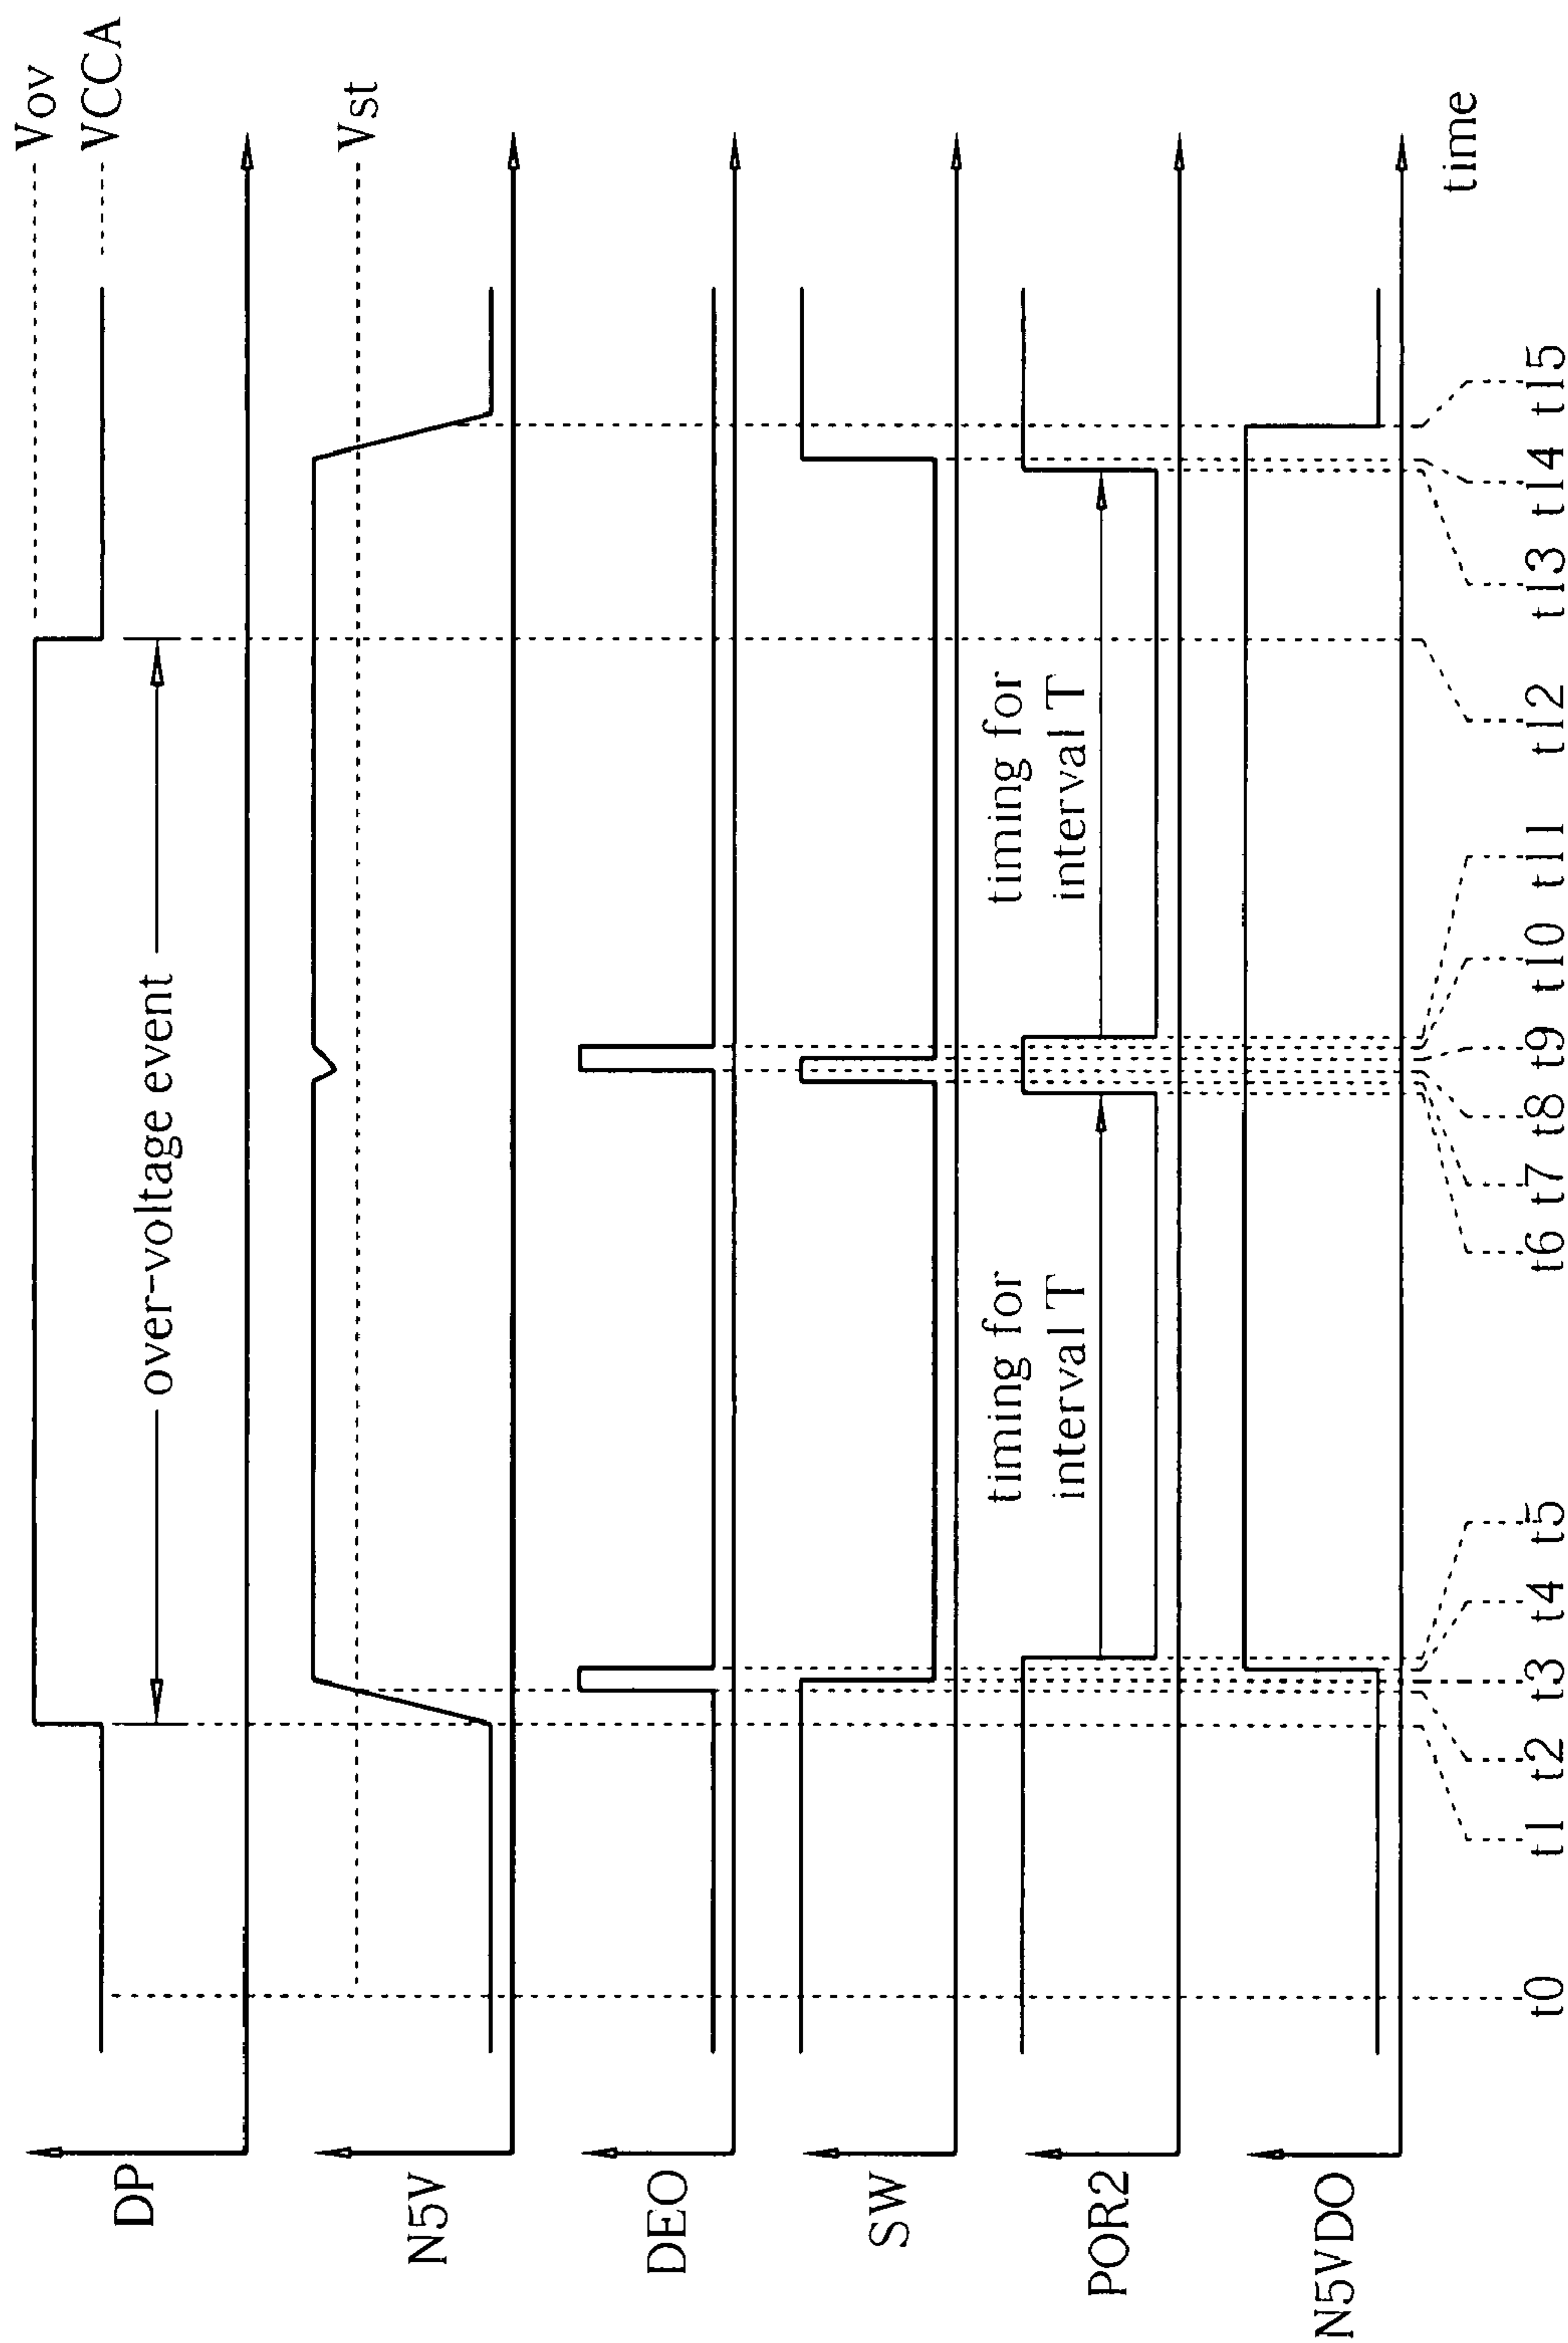 Vov
VCCA
DP
over-voltage event
Vst
N5V
DEO
SW
timing for
interval T
timing for
interval T
POR2
N5VDO
time
t0 t1 t2 t3 t4 t5 t6 t7 t8 t9 t10 t11 t12 t13 t14 t15